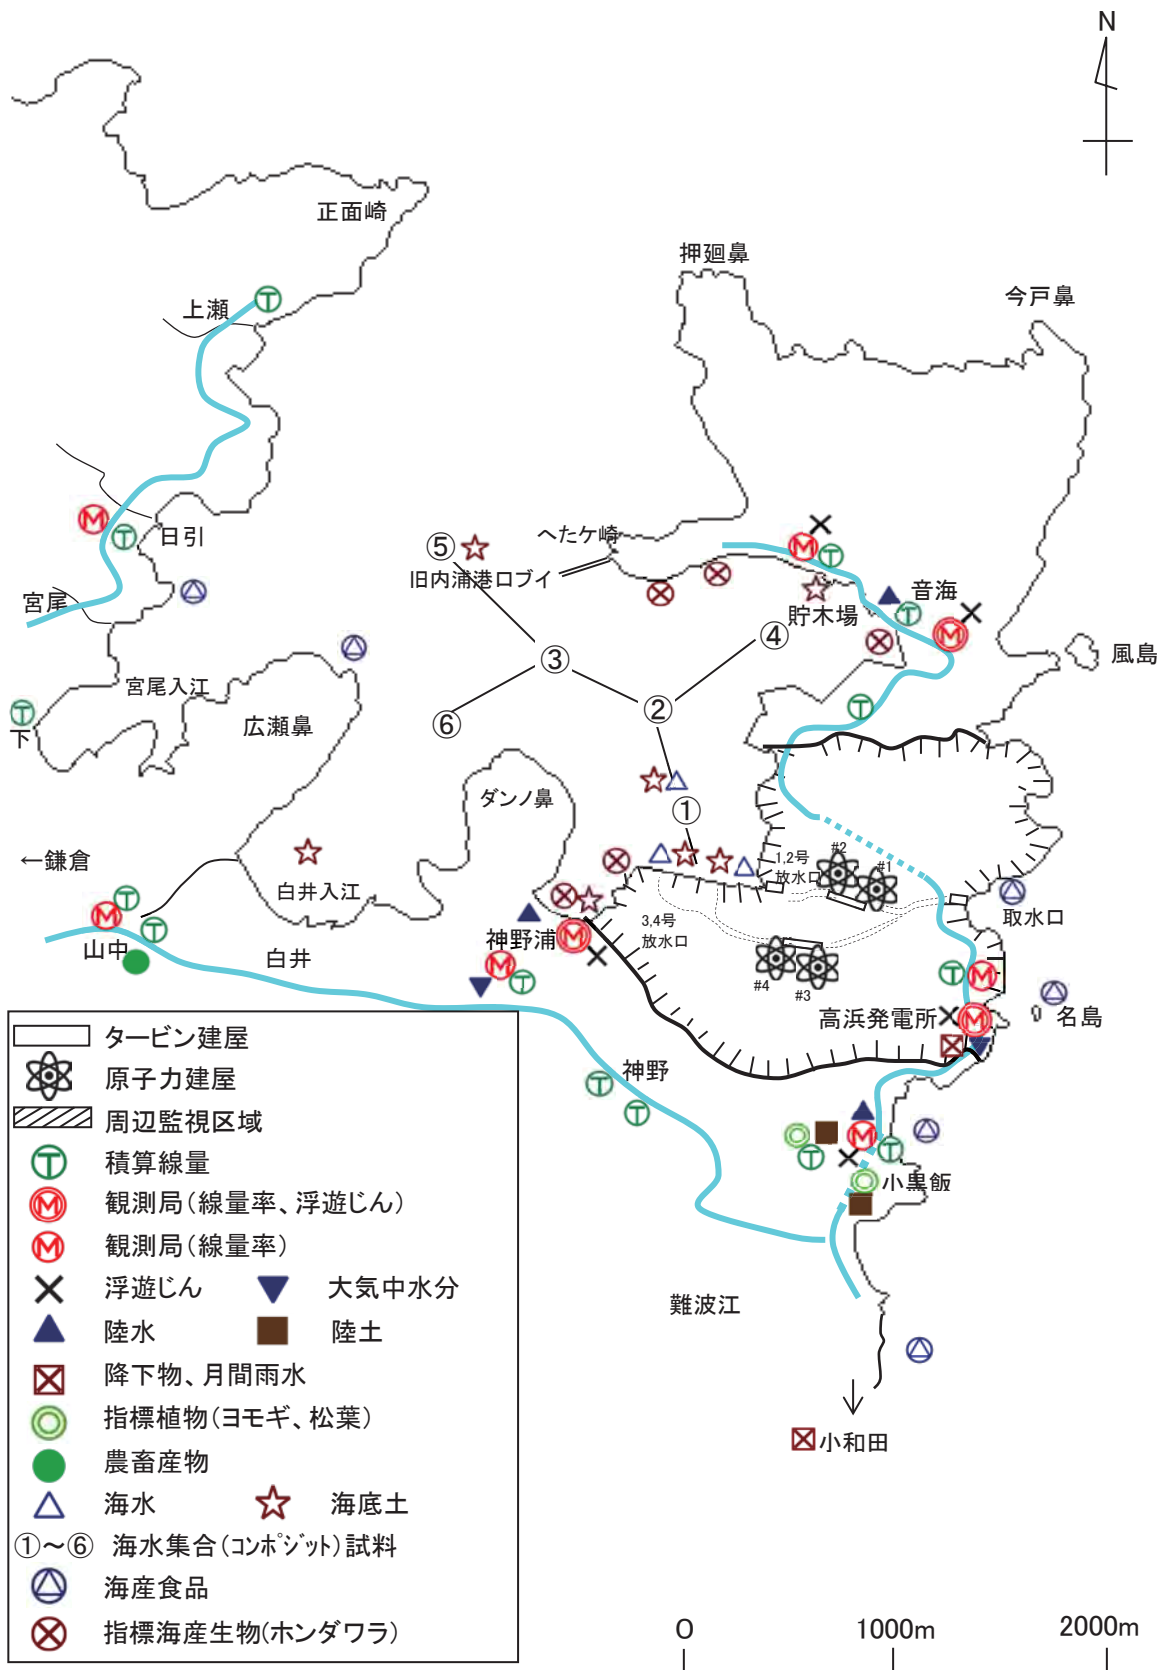 N
正面崎
押廻鼻
今戸鼻
上瀬
日引
へたケ崎
⑤
旧内浦港口ブイ
宮尾
音海
貯木場
④
③
風島
宮尾入江
②
⑥
広瀬鼻
下
ダンノ鼻
①
←鎌倉
1,2号
放水口
#2
#1
白井入江
取水口
3,4号
放水口
神野浦
山中
白井
#4
#3
高浜発電所
名島
神野
小黒飯
難波江
小和田
タービン建屋
原子力建屋
周辺監視区域
T 積算線量
M 観測局(線量率、浮遊じん)
M 観測局(線量率)
浮遊じん 大気中水分
陸水 陸土
降下物、月間雨水
指標植物(ヨモギ、松葉)
農畜産物
海水 海底土
①~⑥ 海水集合(コンポジット)試料
海産食品
指標海産生物(ホンダワラ)
0 1000m 2000m